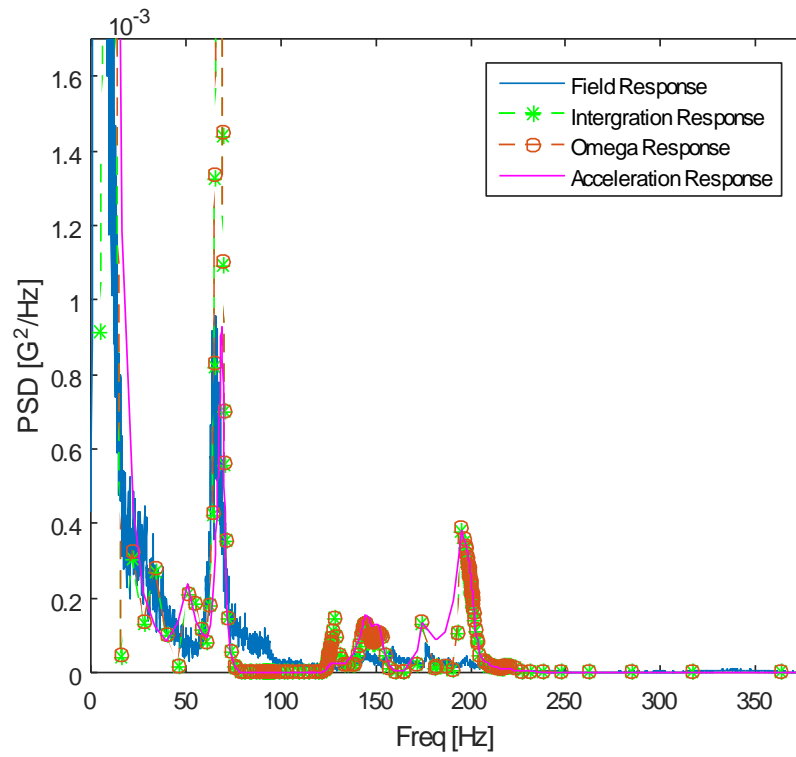 10^-3
1.6
1.4
1.2
1
0.8
0.6
0.4
0.2
0
PSD [G^2/Hz]
Field Response
Intergration Response
Omega Response
Acceleration Response
0 50 100 150 200 250 300 350
Freq [Hz]